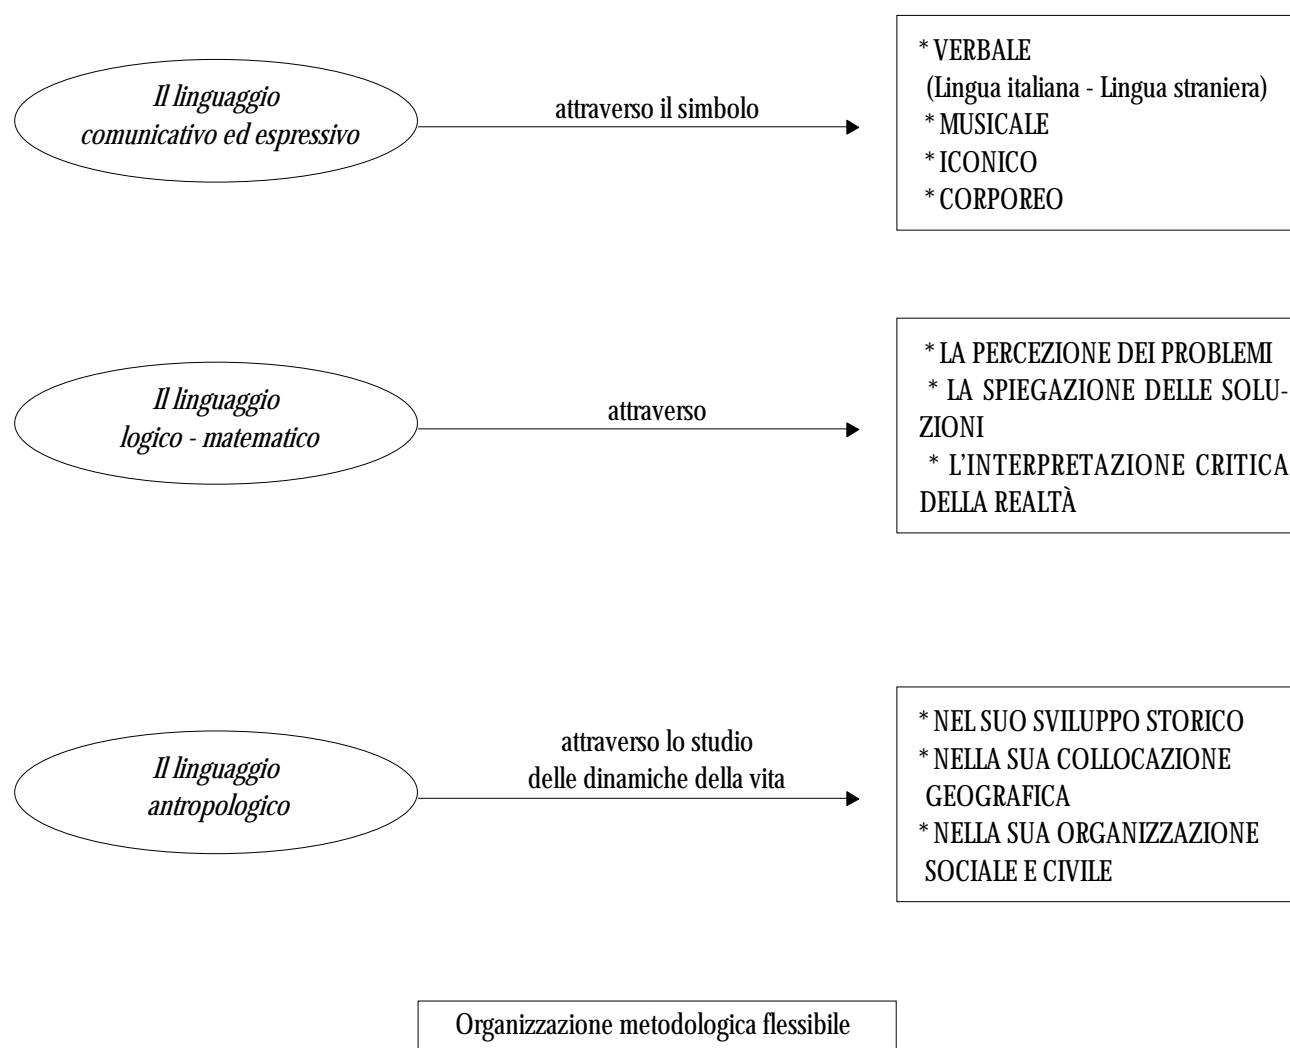 Il linguaggio
comunicativo ed espressivo
attraverso il simbolo
* VERBALE
(Lingua italiana - Lingua straniera)
* MUSICALE
* ICONICO
* CORPOREO
Il linguaggio
logico - matematico
attraverso
* LA PERCEZIONE DEI PROBLEMI
* LA SPIEGAZIONE DELLE SOLU-
ZIONI
* L'INTERPRETAZIONE CRITICA
DELLA REALTÀ
Il linguaggio
antropologico
attraverso lo studio
delle dinamiche della vita
* NEL SUO SVILUPPO STORICO
* NELLA SUA COLLOCAZIONE
GEOGRAFICA
* NELLA SUA ORGANIZZAZIONE
SOCIALE E CIVILE
Organizzazione metodologica flessibile